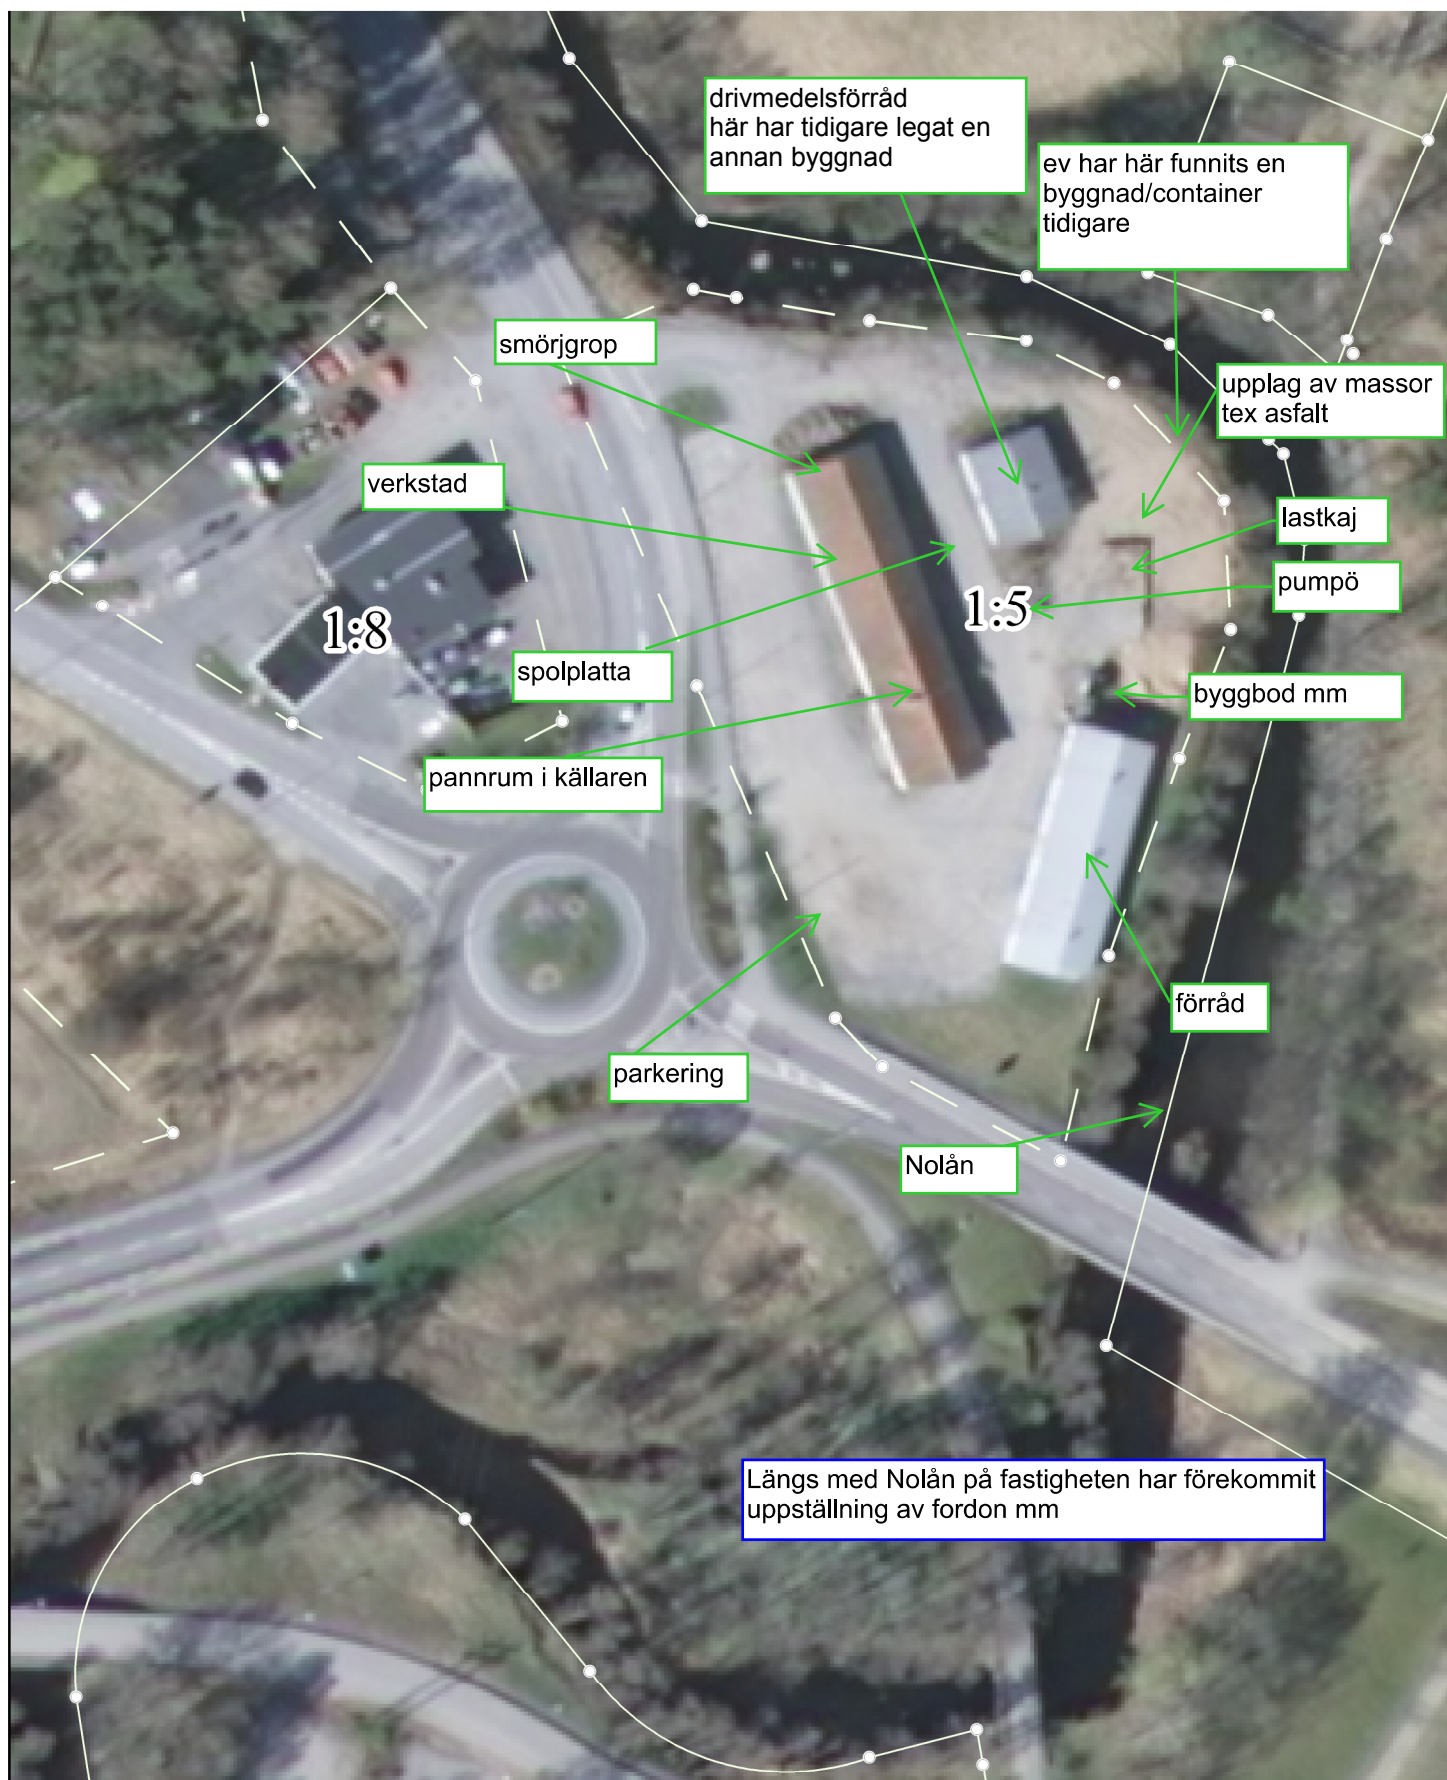 drivmedelsförråd
här har tidigare legat en
annan byggnad
ev har här funnits en
byggnad/container
tidigare
smörjgrop
upplag av massor
tex asfalt
verkstad
lastkaj
pumpö
1:5
1:8
spolplatta
byggbod mm
pannrum i källaren
förråd
parkering
Nolån
Längs med Nolån på fastigheten har förekommit
uppställning av fordon mm